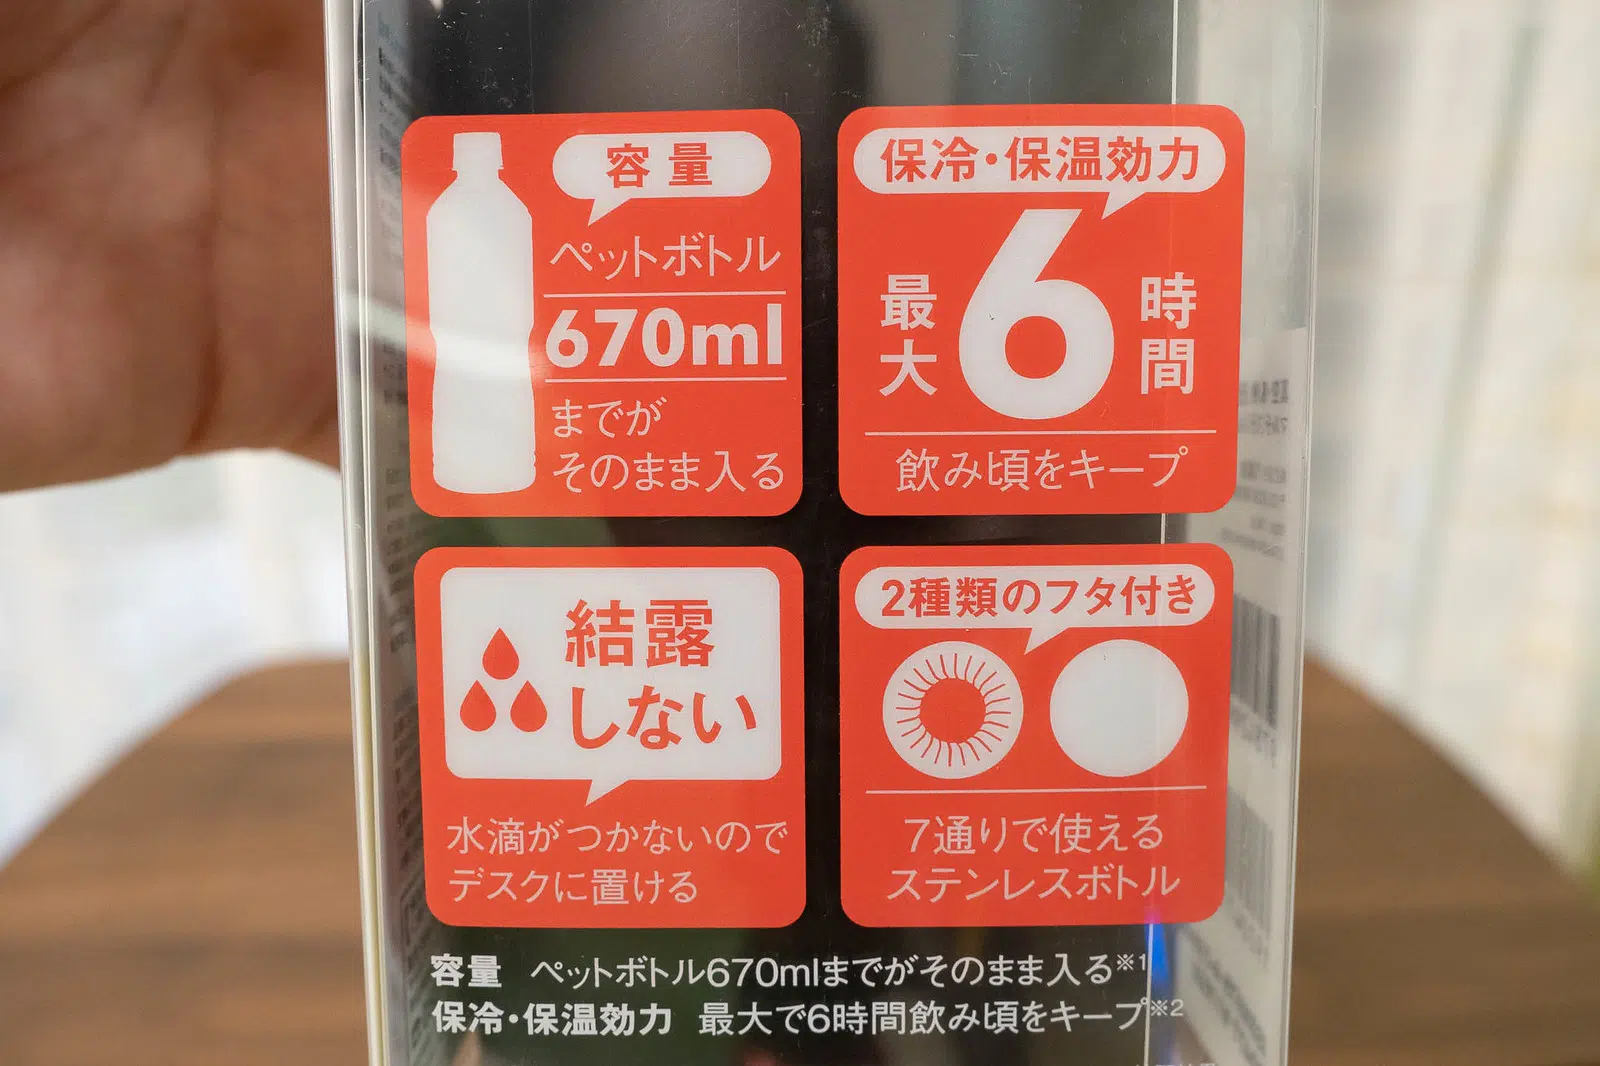 容量
ペットボトル
670ml
までが
そのまま入る
保冷・保温効力
最大
6
時間
飲み頃をキープ
結露
しない
水滴がつかないので
デスクに置ける
2種類のフタ付き
7通りで使える
ステンレスボトル
容量 ペットボトル670mlまでがそのまま入る※1
保冷・保温効力 最大で6時間飲み頃をキープ※2